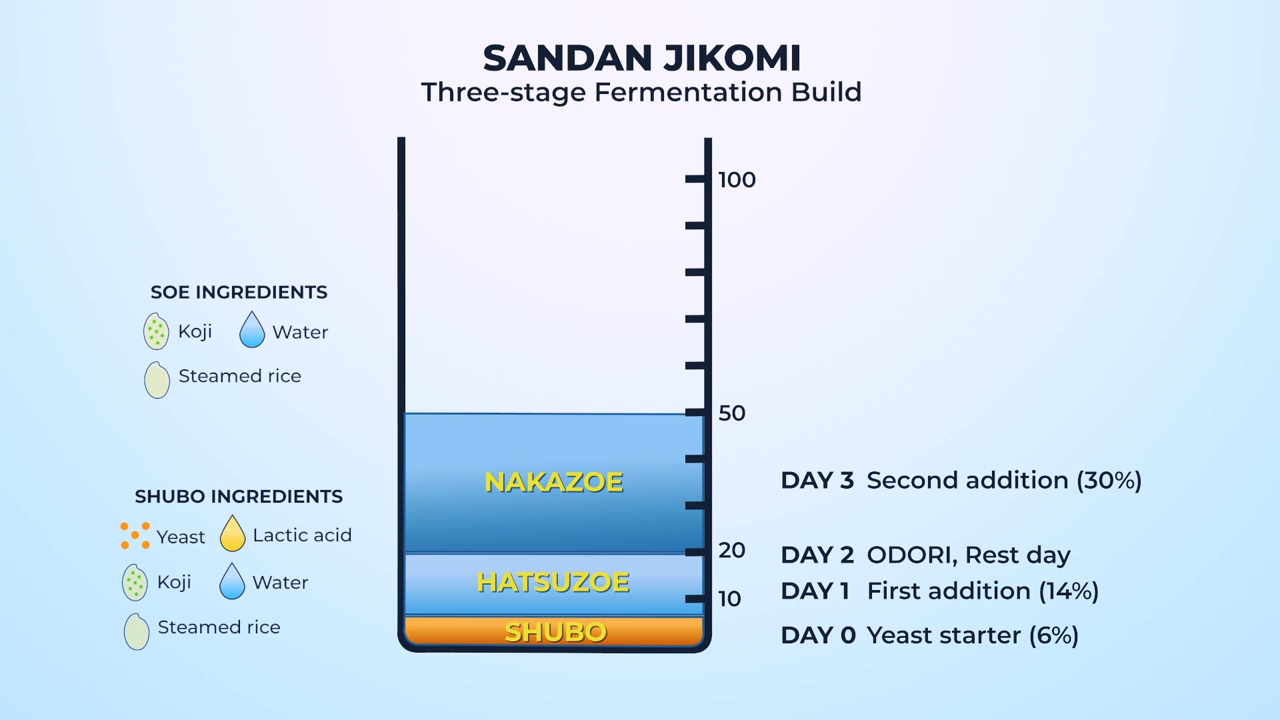 SANDAN JIKOMI
Three-stage Fermentation Build
100
SOE INGREDIENTS
Koji Water
Steamed rice
50
NAKAZOE
DAY 3 Second addition (30%)
SHUBO INGREDIENTS
Yeast Lactic acid
Koji Water
Steamed rice
20
DAY 2 ODORI, Rest day
HATSUZOE
10
DAY 1 First addition (14%)
SHUBO
DAY 0 Yeast starter (6%)